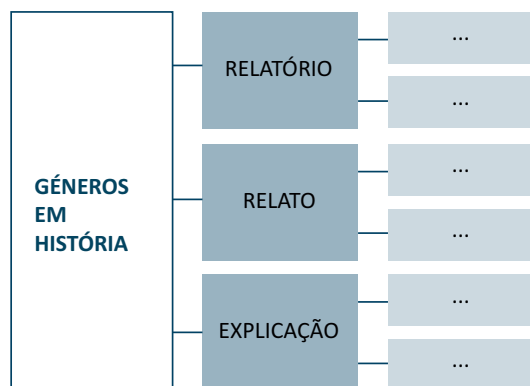 GÉNEROS
EM
HISTÓRIA
RELATÓRIO
...
...
RELATO
...
...
EXPLICAÇÃO
...
...